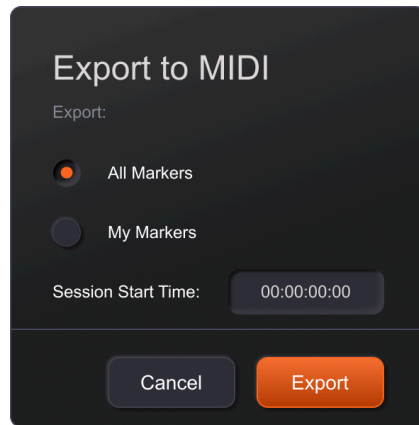 Export to MIDI
Export:
All Markers
My Markers
Session Start Time: 00:00:00:00
Cancel Export